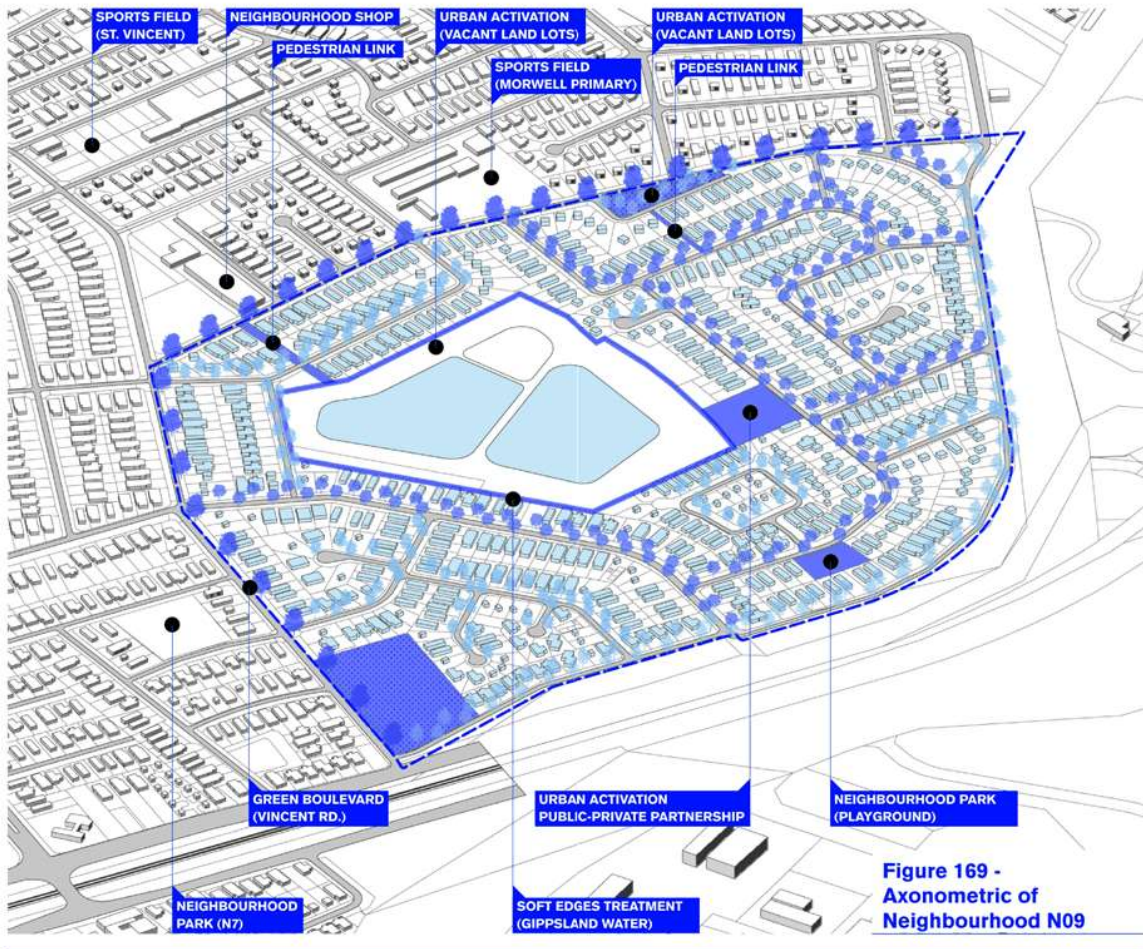 SPORTS FIELD
(ST. VINCENT)
NEIGHBOURHOOD SHOP
PEDESTRIAN LINK
URBAN ACTIVATION
(VACANT LAND LOTS)
SPORTS FIELD
(MORWELL PRIMARY)
URBAN ACTIVATION
(VACANT LAND LOTS)
PEDESTRIAN LINK
GREEN BOULEVARD
(VINCENT RD.)
URBAN ACTIVATION
PUBLIC-PRIVATE PARTNERSHIP
NEIGHBOURHOOD PARK
(PLAYGROUND)
NEIGHBOURHOOD
PARK (N7)
SOFT EDGES TREATMENT
(GIPPSLAND WATER)
Figure 169 -
Axonometric of
Neighbourhood N09